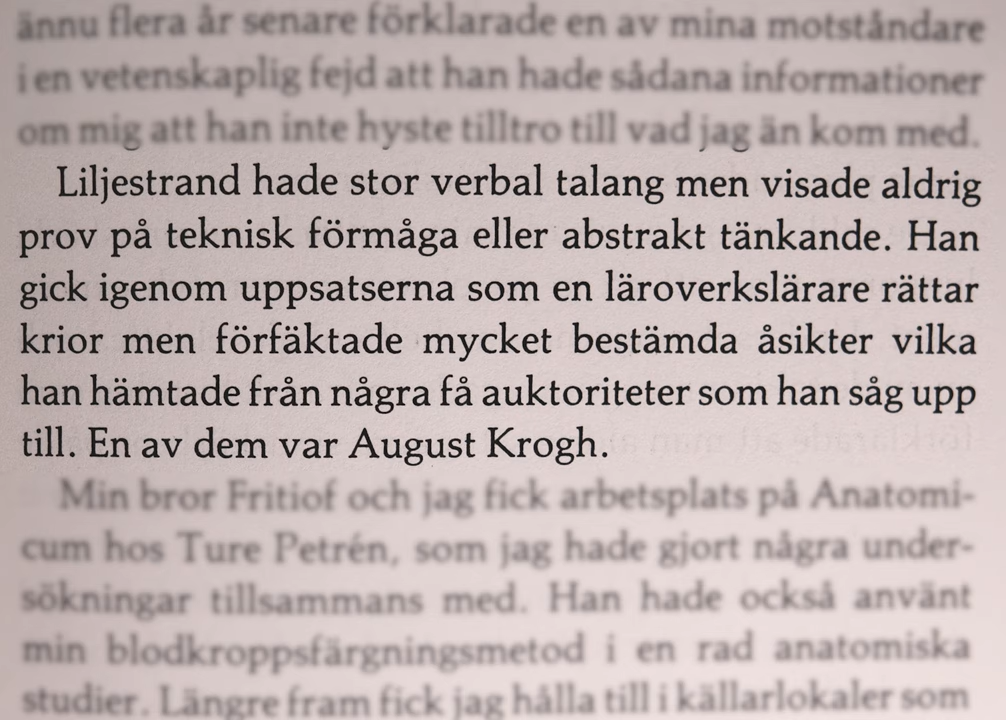 ännu flera år senare förklarade en av mina motståndare
i en vetenskaplig fejd att han hade sådana informationer
om mig att han inte hyste tilltro till vad jag än kom med.
Liljestrand hade stor verbal talang men visade aldrig
prov på teknisk förmåga eller abstrakt tänkande. Han
gick igenom uppsatserna som en läroverkslärare rättar
krior men förfäktade mycket bestämda åsikter vilka
han hämtade från några få auktoriteter som han såg upp
till. En av dem var August Krogh.
Min bror Fritiof och jag fick arbetsplats på Anatomi-
cum hos Ture Petrén, som jag hade gjort några under-
sökningar tillsammans med. Han hade också använt
min blodkroppsfärgningsmetod i en rad anatomiska
studier. Längre fram fick jag hålla till i källarlokaler som